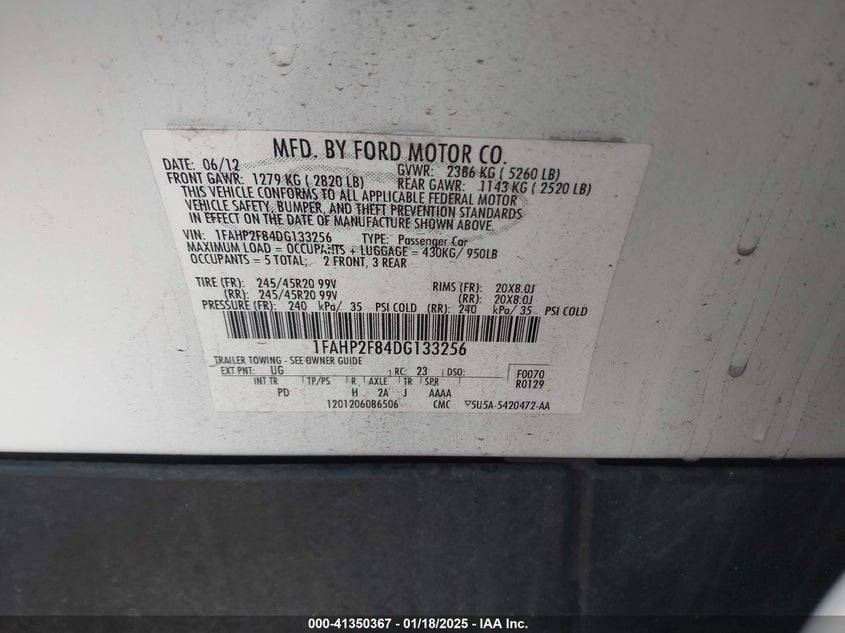 MFD. BY FORD MOTOR CO.
DATE: 06/12 GVWR: 2386 KG ( 5260 LB)
FRONT GAWR: 1279 KG ( 2820 LB) REAR GAWR: 1143 KG ( 2520 LB)
THIS VEHICLE CONFORMS TO ALL APPLICABLE FEDERAL MOTOR
VEHICLE SAFETY, BUMPER, AND THEFT PREVENTION STANDARDS
IN EFFECT ON THE DATE OF MANUFACTURE SHOWN ABOVE.
VIN: 1FAHP2F84DG133256 TYPE: Passenger Car
MAXIMUM LOAD = OCCUPANTS + LUGGAGE = 430KG/ 950LB
OCCUPANTS = 5 TOTAL, 2 FRONT, 3 REAR
TIRE (FR): 245/45R20 99V RIMS (FR): 20X8.0J
(RR): 245/45R20 99V (RR): 20X8.0J
PRESSURE (FR): 240 kPa/ 35 PSI COLD (RR): 240 kPa/ 35 PSI COLD
1FAHP2F84DG133256
TRAILER TOWING - SEE OWNER GUIDE
EXT PNT: UG RC: 23 DSO: F0070
INT TR TP/PS R AXLE TR SPR R0129
PD H 2A J AAAA
1201206086506 CMC 5U5A-5420472-AA
000-41350367 — 01/18/2025 — IAA Inc.